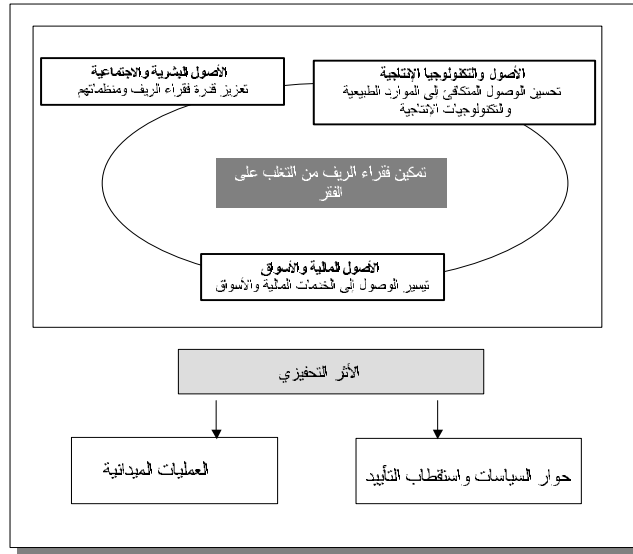 الأصول والتكنولوجيا الإنتاجية
تحسين الوصول المتكافئ إلى الموارد الطبيعية
والتكنولوجيات الإنتاجية
الأصول البشرية والاجتماعية
تعزيز قدرة فقراء الريف ومنظماتهم
تمكين فقراء الريف من التغلب على
الفقر
الأصول المالية والأسواق
تيسير الوصول إلى الخدمات المالية والأسواق
الأثر التحفيزي
حوار السياسات واستقطاب التأييد
العمليات الميدانية